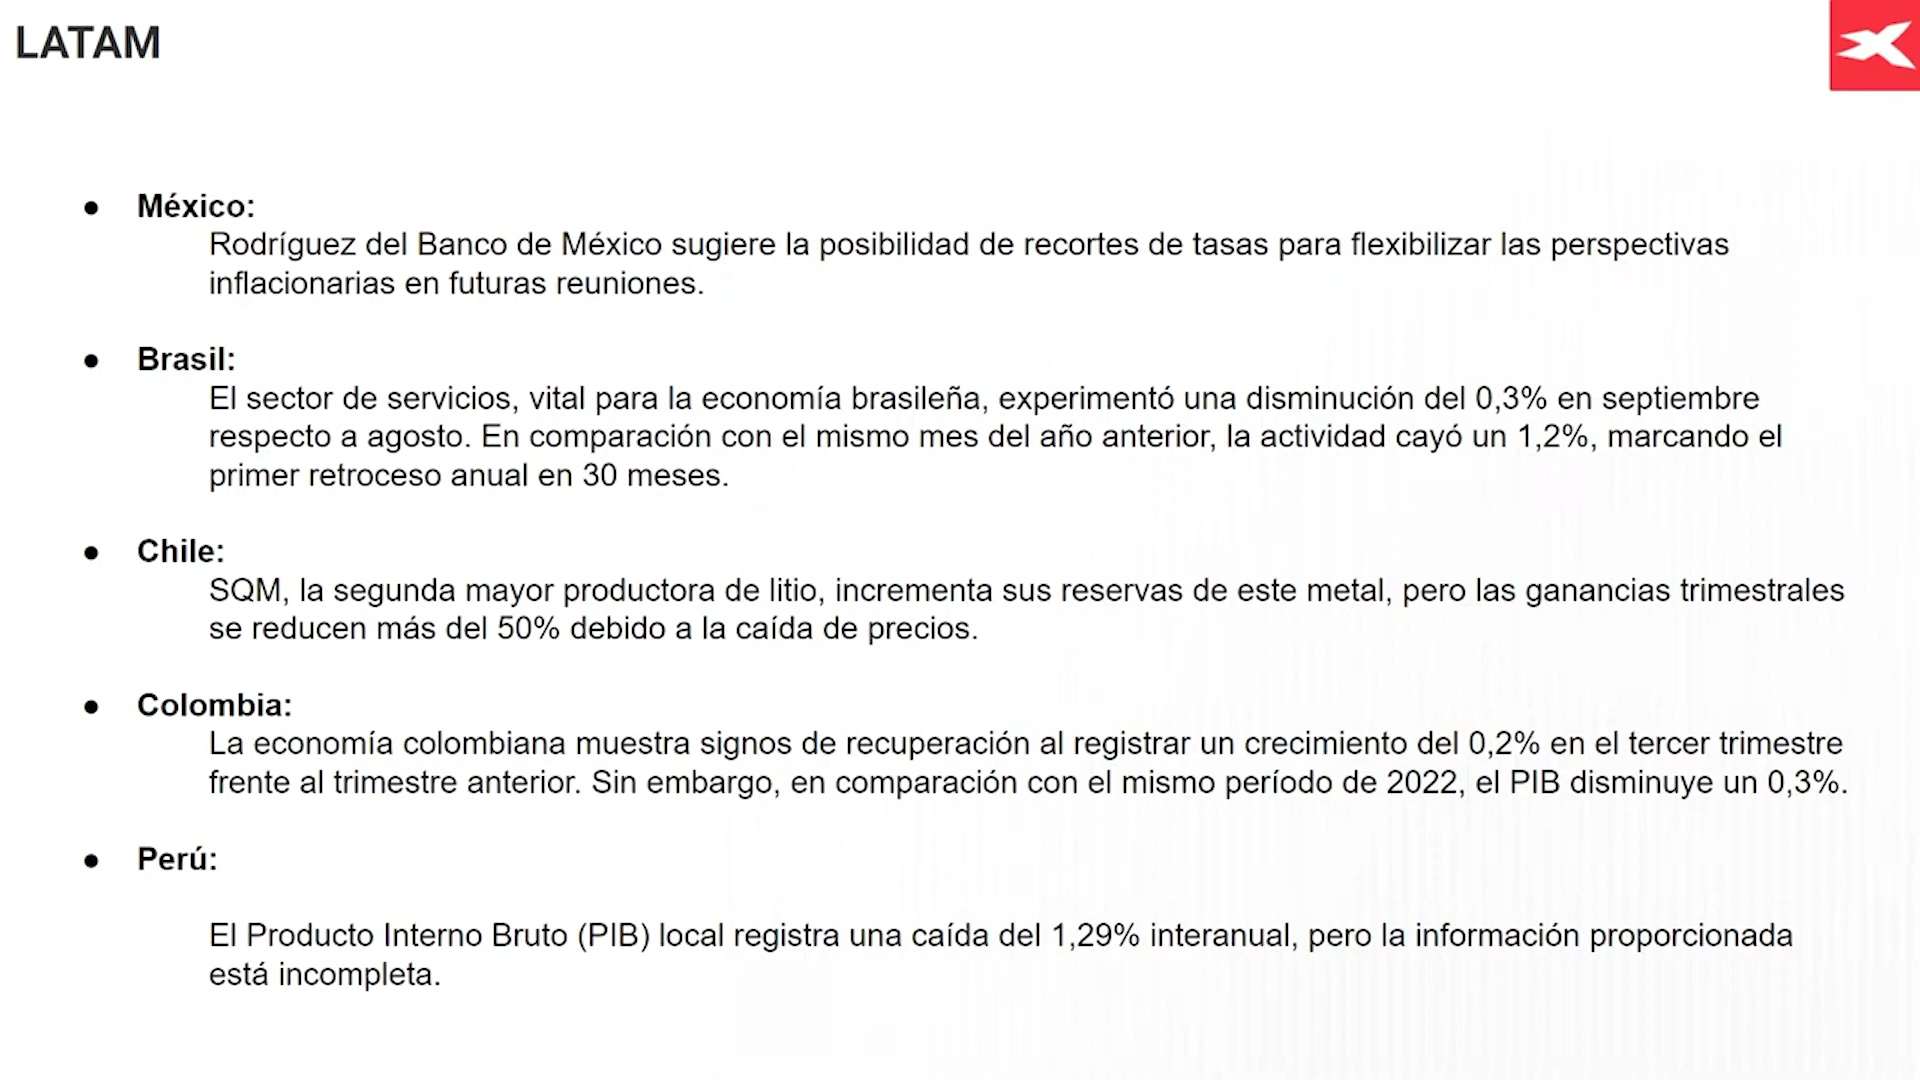 LATAM
● México:
Rodríguez del Banco de México sugiere la posibilidad de recortes de tasas para flexibilizar las perspectivas
inflacionarias en futuras reuniones.
● Brasil:
El sector de servicios, vital para la economía brasileña, experimentó una disminución del 0,3% en septiembre
respecto a agosto. En comparación con el mismo mes del año anterior, la actividad cayó un 1,2%, marcando el
primer retroceso anual en 30 meses.
● Chile:
SQM, la segunda mayor productora de litio, incrementa sus reservas de este metal, pero las ganancias trimestrales
se reducen más del 50% debido a la caída de precios.
● Colombia:
La economía colombiana muestra signos de recuperación al registrar un crecimiento del 0,2% en el tercer trimestre
frente al trimestre anterior. Sin embargo, en comparación con el mismo período de 2022, el PIB disminuye un 0,3%.
● Perú:
El Producto Interno Bruto (PIB) local registra una caída del 1,29% interanual, pero la información proporcionada
está incompleta.